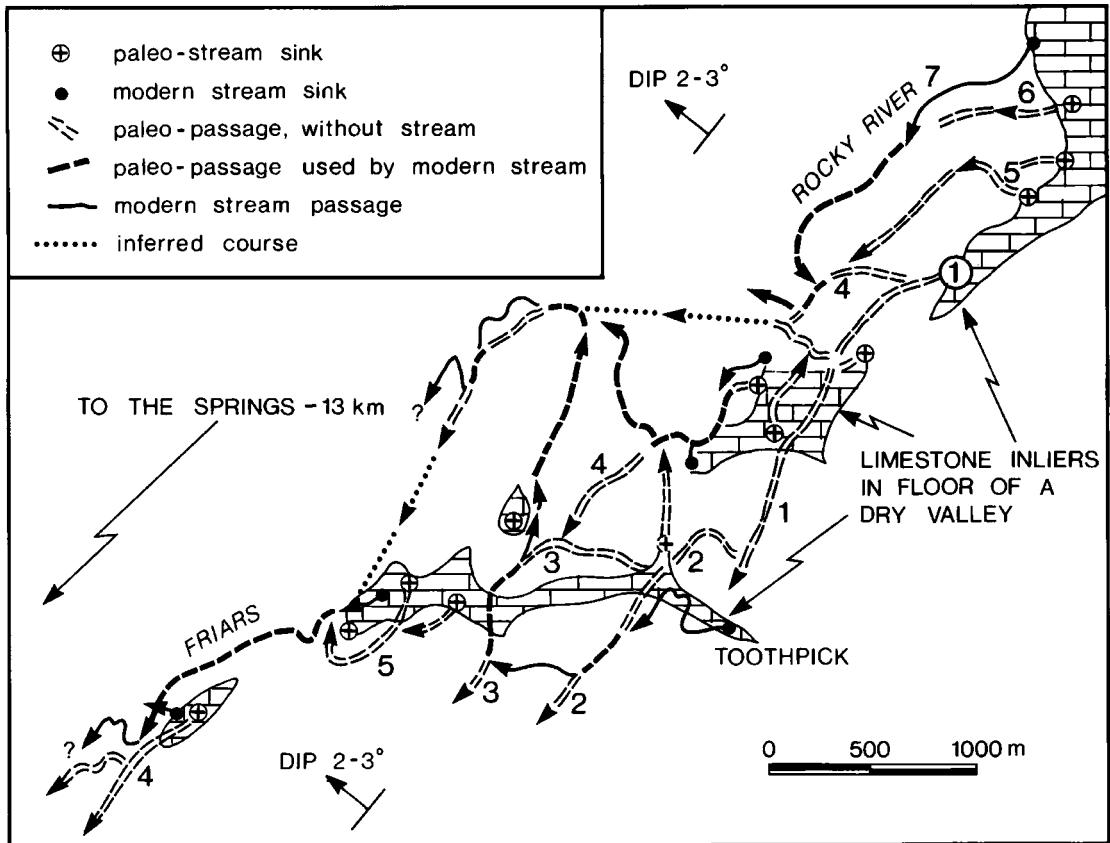 paleo-stream sink
modern stream sink
paleo-passage, without stream
paleo-passage used by modern stream
modern stream passage
inferred course
DIP 2-3°
7
6
ROCKY RIVER
5
1
4
TO THE SPRINGS - 13 km
?
4
LIMESTONE INLIERS
IN FLOOR OF A
DRY VALLEY
1
3
2
FRIARS
5
TOOTHPICK
3
2
?
4
DIP 2-3°
0 500 1000 m